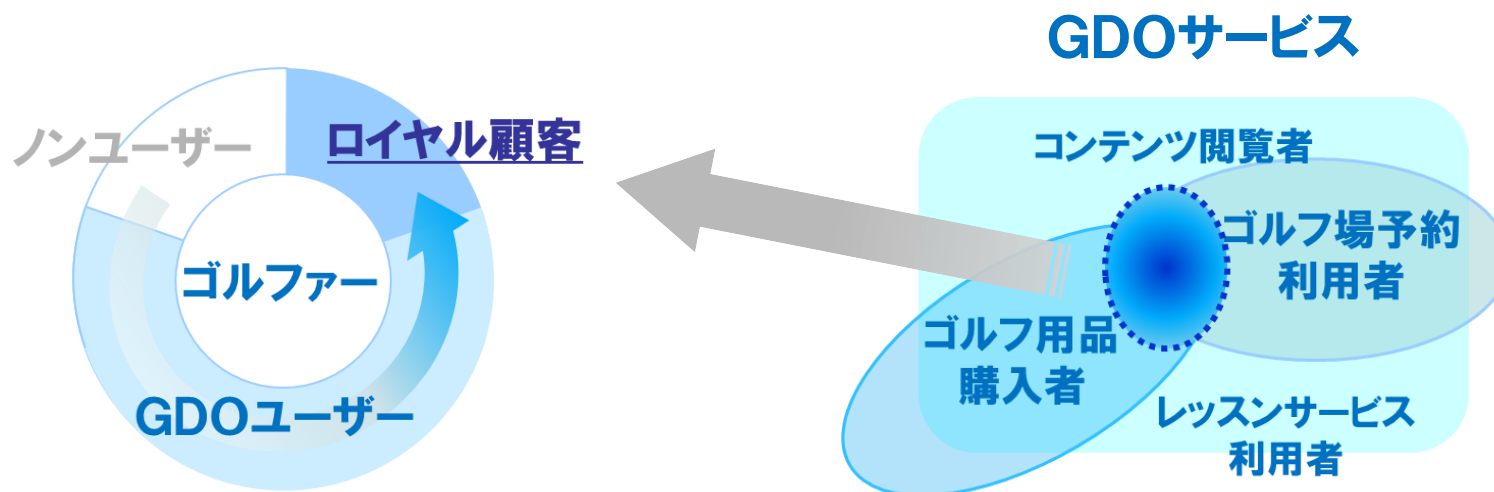 GDOサービス
ノンユーザー
ロイヤル顧客
ゴルファー
GDOユーザー
コンテンツ閲覧者
ゴルフ場予約
利用者
ゴルフ用品
購入者
レッスンサービス
利用者